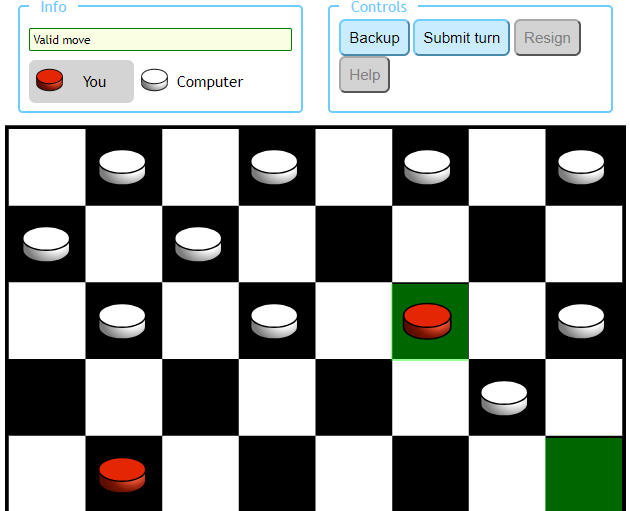 Info
Valid move
You
Computer
Controls
Backup
Submit turn
Resign
Help